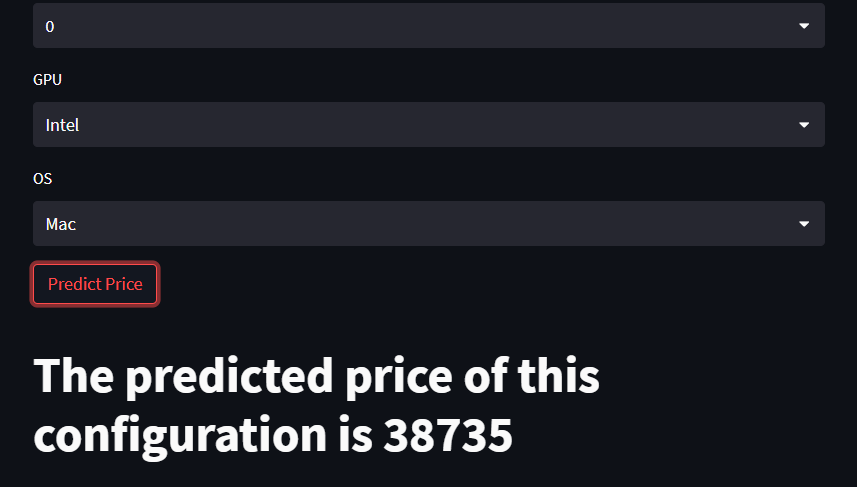 0
GPU
Intel
OS
Mac
Predict Price
The predicted price of this
configuration is 38735